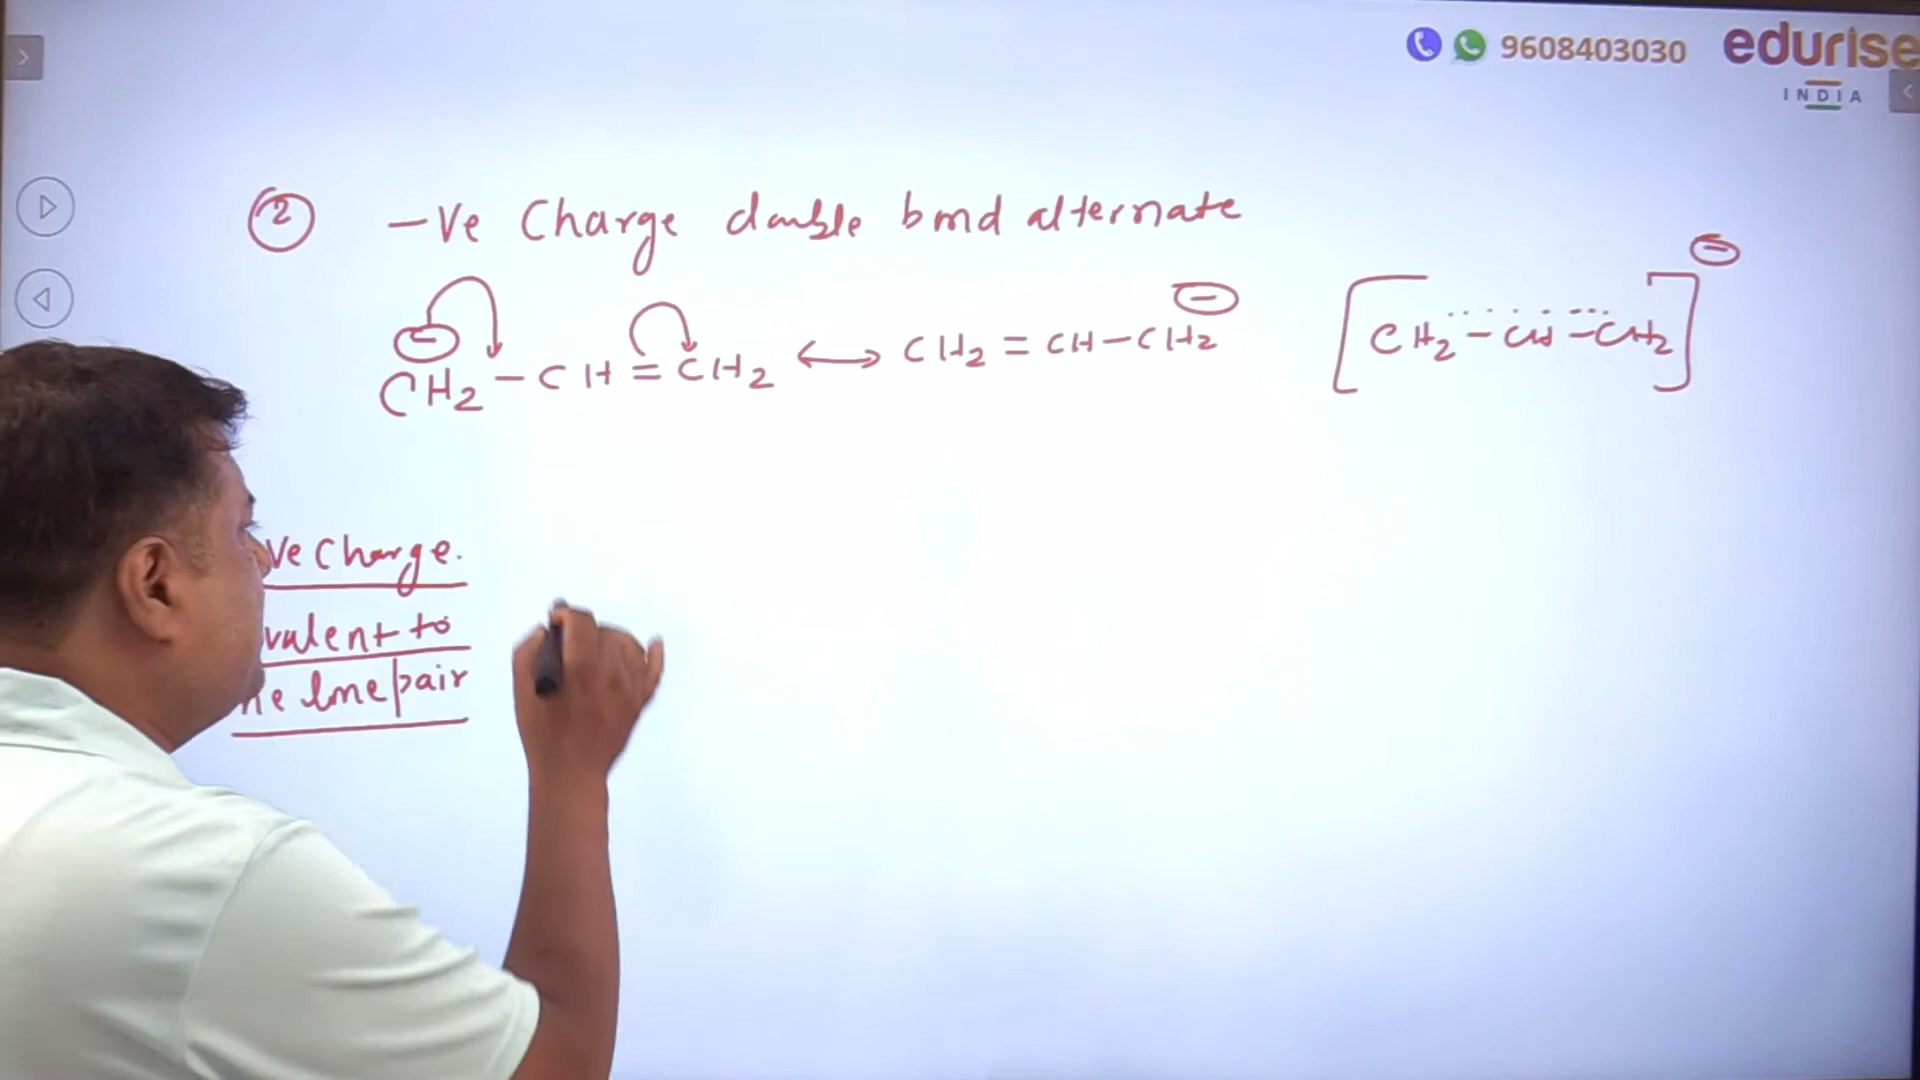 9608403030
edurise
INDIA
② -Ve Charge double bond alternate
⊖ ⊖ ⊖
CH2 - CH = CH2 ⟷ CH2 = CH - CH2 [CH2 - CH - CH2]
ve charge.
valent to
lone pair